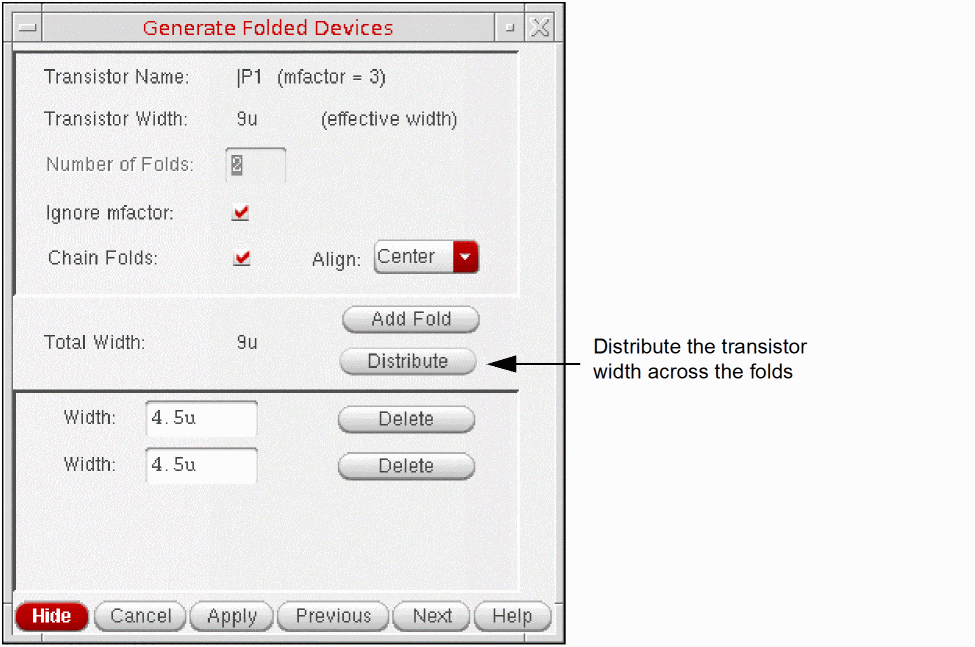 Generate Folded Devices
Transistor Name: |P1 (mfactor = 3)
Transistor Width: 9u (effective width)
Number of Folds: 2
Ignore mfactor:
Chain Folds: Align: Center
Add Fold
Total Width: 9u
Distribute
Distribute the transistor
width across the folds
Width: 4.5u Delete
Width: 4.5u Delete
Hide Cancel Apply Previous Next Help